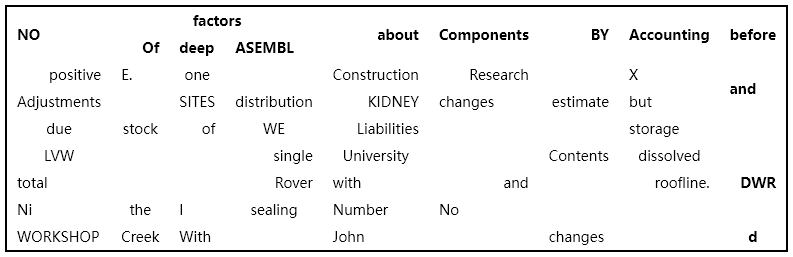 factors
NO about Components BY Accounting before
Of deep ASEMBL
positive E. one Construction Research X
and
Adjustments SITES distribution KIDNEY changes estimate but
due stock of WE Liabilities storage
LVW single University Contents dissolved
total Rover with and roofline. DWR
Ni the I sealing Number No
WORKSHOP Creek With John changes d